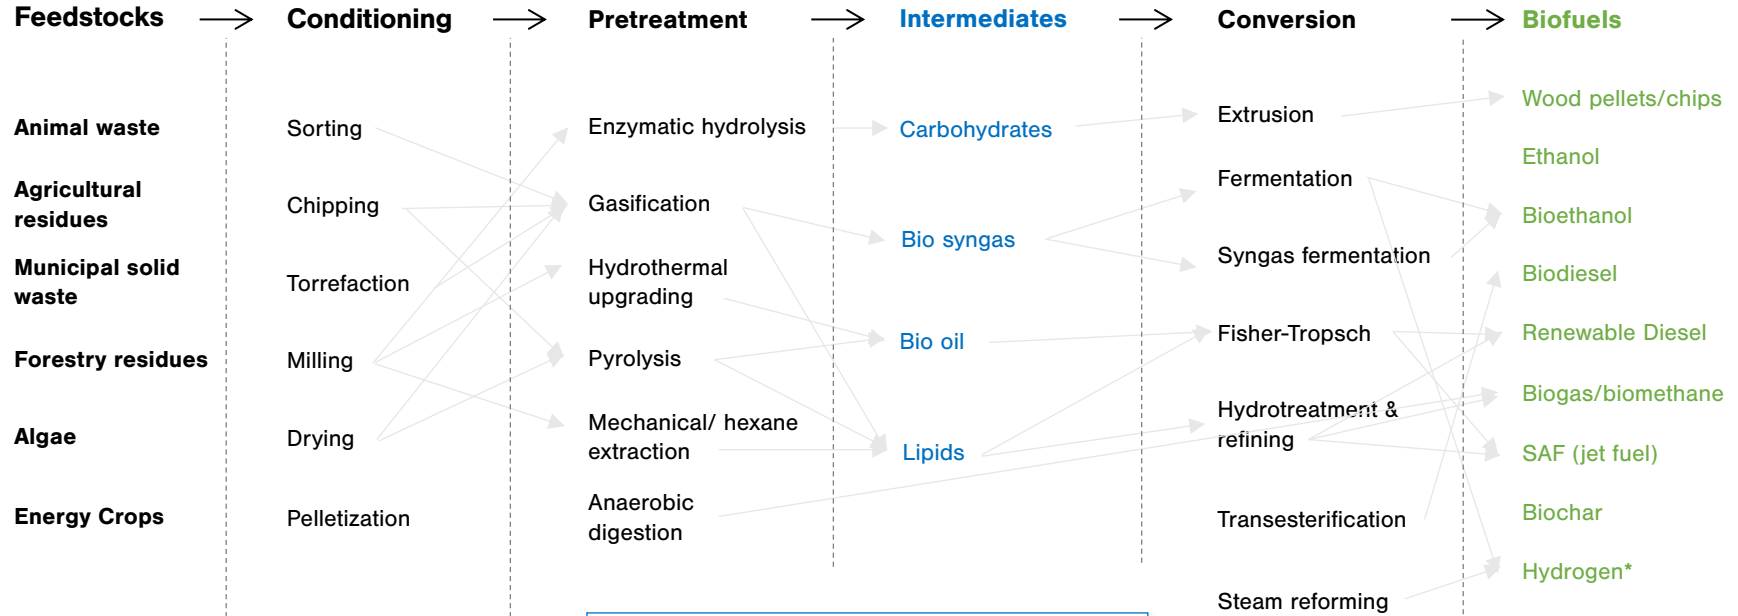 Feedstocks
Conditioning
Pretreatment
Intermediates
Conversion
Biofuels
Animal waste
Agricultural
residues
Municipal solid
waste
Forestry residues
Algae
Energy Crops
Sorting
Chipping
Torrefaction
Milling
Drying
Pelletization
Enzymatic hydrolysis
Gasification
Hydrothermal
upgrading
Pyrolysis
Mechanical/ hexane
extraction
Anaerobic
digestion
Carbohydrates
Bio syngas
Bio oil
Lipids
Extrusion
Fermentation
Syngas fermentation
Fisher-Tropsch
Hydrotreatment &
refining
Transesterification
Steam reforming
Wood pellets/chips
Ethanol
Bioethanol
Biodiesel
Renewable Diesel
Biogas/biomethane
SAF (jet fuel)
Biochar
Hydrogen*